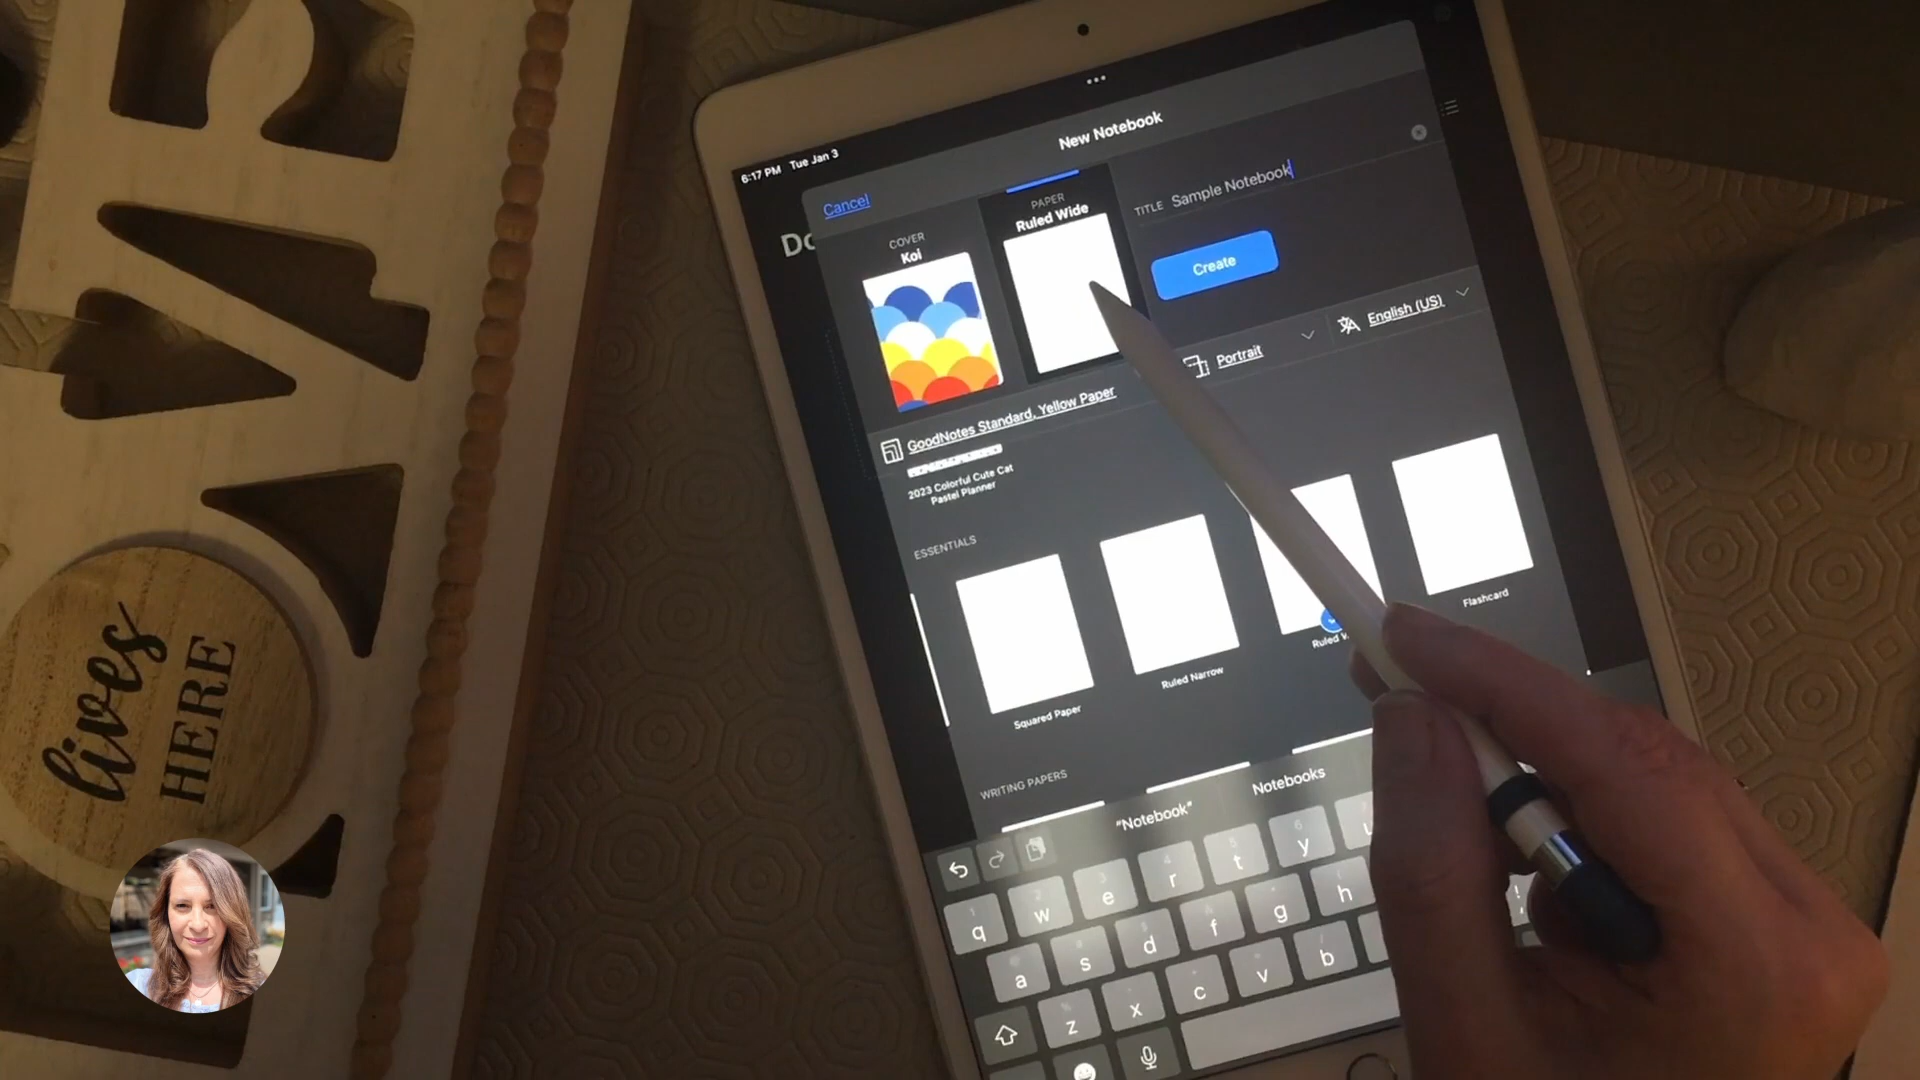 6:17 PM Tue Jan 3
New Notebook
Cancel
COVER
Koi
PAPER
Ruled Wide
TITLE Sample Notebook
Create
GoodNotes Standard, Yellow Paper
Portrait
English (US)
2023 Colorful Cute Cat
Pastel Planner
ESSENTIALS
Squared Paper
Ruled Narrow
Ruled
Flashcard
WRITING PAPERS
"Notebook"
Notebooks
q w e r t y
a s d f g h
z x c v b
lives
HERE